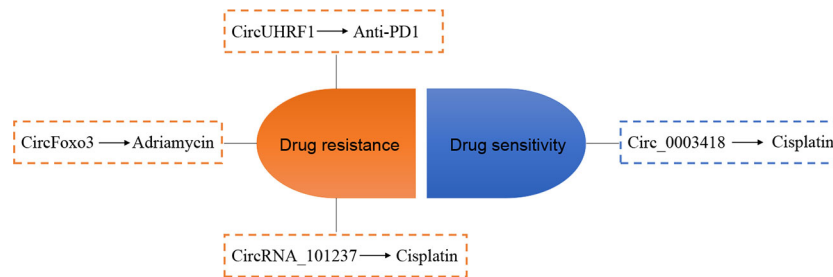 CircUHRF1 → Anti-PD1
CircFoxo3 → Adriamycin
Drug resistance
Drug sensitivity
Circ_0003418 → Cisplatin
CircRNA_101237 → Cisplatin